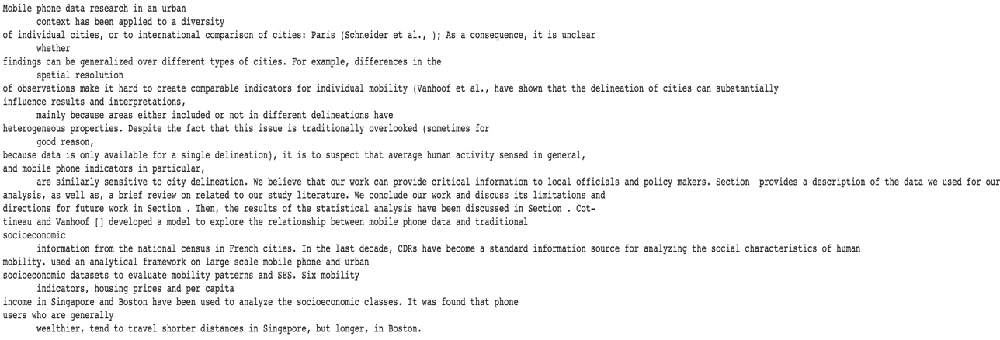 Mobile phone data research in an urban
context has been applied to a diversity
of individual cities, or to international comparison of cities: Paris (Schneider et al., ); As a consequence, it is unclear
whether
findings can be generalized over different types of cities. For example, differences in the
spatial resolution
of observations make it hard to create comparable indicators for individual mobility (Vanhoof et al., have shown that the delineation of cities can substantially
influence results and interpretations,
mainly because areas either included or not in different delineations have
heterogeneous properties. Despite the fact that this issue is traditionally overlooked (sometimes for
good reason,
because data is only available for a single delineation), it is to suspect that average human activity sensed in general,
and mobile phone indicators in particular,
are similarly sensitive to city delineation. We believe that our work can provide critical information to local officials and policy makers. Section  provides a description of the data we used for our
analysis, as well as, a brief review on related to our study literature. We conclude our work and discuss its limitations and
directions for future work in Section . Then, the results of the statistical analysis have been discussed in Section . Cot-
tineau and Vanhoof [] developed a model to explore the relationship between mobile phone data and traditional
socioeconomic
information from the national census in French cities. In the last decade, CDRs have become a standard information source for analyzing the social characteristics of human
mobility. used an analytical framework on large scale mobile phone and urban
socioeconomic datasets to evaluate mobility patterns and SES. Six mobility
indicators, housing prices and per capita
income in Singapore and Boston have been used to analyze the socioeconomic classes. It was found that phone
users who are generally
wealthier, tend to travel shorter distances in Singapore, but longer, in Boston.